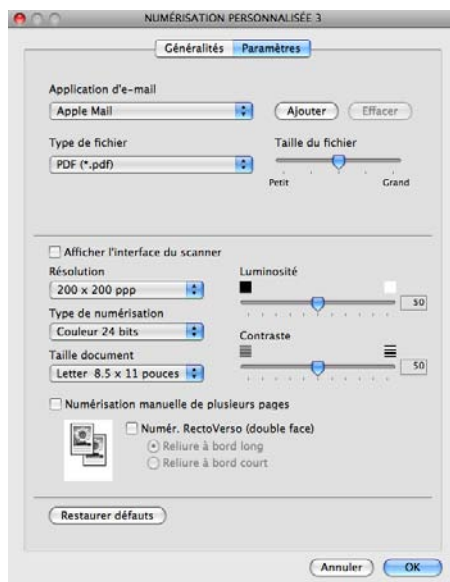 NUMÉRISATION PERSONNALISÉE 3
Généralités Paramètres
Application d'e-mail
Apple Mail Ajouter Effacer
Type de fichier Taille du fichier
PDF (*.pdf)
Petit Grand
Afficher l'interface du scanner
Résolution Luminosité
200 x 200 ppp 50
Type de numérisation
Couleur 24 bits Contraste
Taille document
Letter 8.5 x 11 pouces 50
Numérisation manuelle de plusieurs pages
Numér. RectoVerso (double face)
Reliure à bord long
Reliure à bord court
Restaurer défauts
Annuler OK